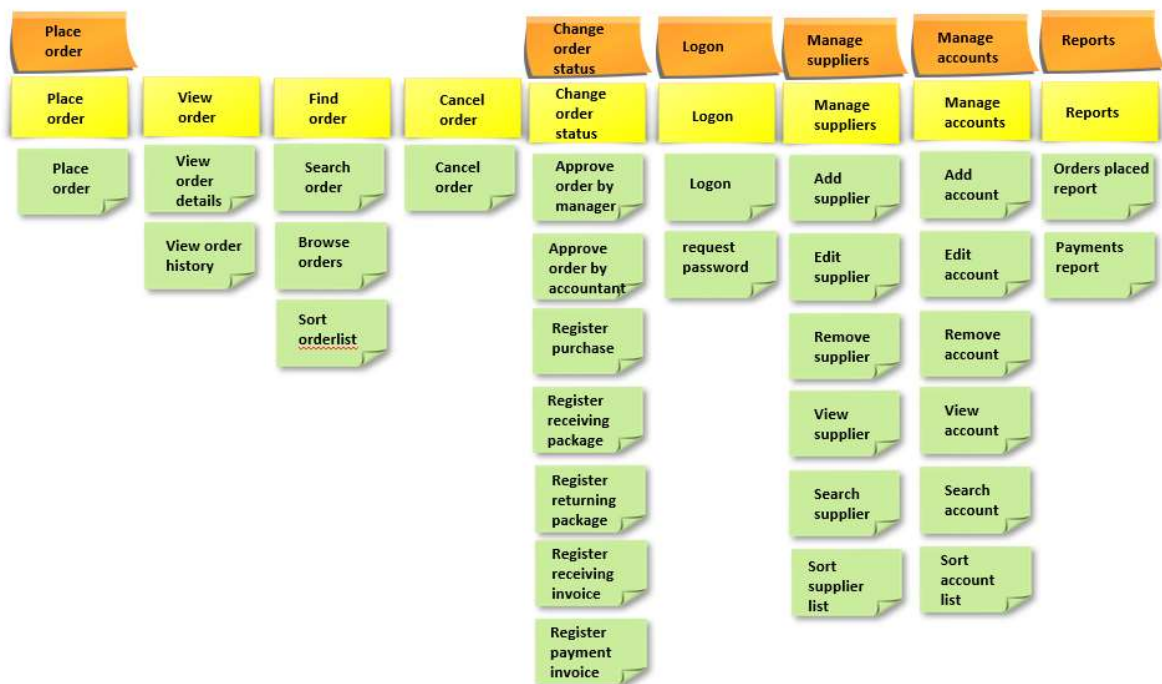 Place
order
Change
order
status
Logon
Manage
suppliers
Manage
accounts
Reports
Place
order
View
order
Find
order
Cancel
order
Change
order
status
Logon
Manage
suppliers
Manage
accounts
Reports
Place
order
View
order
details
Search
order
Cancel
order
Approve
order by
manager
Logon
Add
supplier
Add
account
Orders placed
report
View order
history
Browse
orders
Approve
order by
accountant
request
password
Edit
supplier
Edit
account
Payments
report
Sort
orderlist
Register
purchase
Remove
supplier
Remove
account
Register
receiving
package
View
supplier
View
account
Register
returning
package
Search
supplier
Search
account
Register
receiving
invoice
Sort
supplier
list
Sort
account
list
Register
payment
invoice